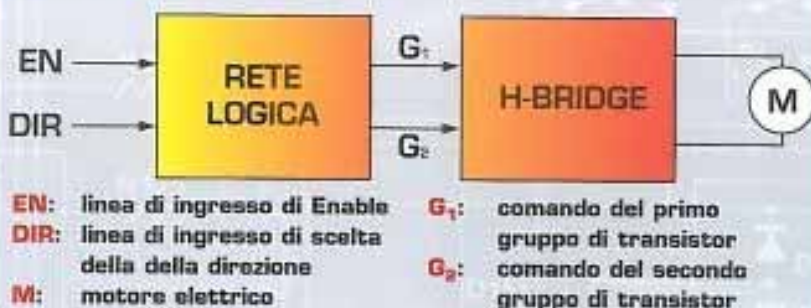 EN
DIR
RETE
LOGICA
G₁
G₂
H-BRIDGE
M
EN: linea di ingresso di Enable
DIR: linea di ingresso di scelta
della della direzione
M: motore elettrico
G₁: comando del primo
gruppo di transistor
G₂: comando del secondo
gruppo di transistor